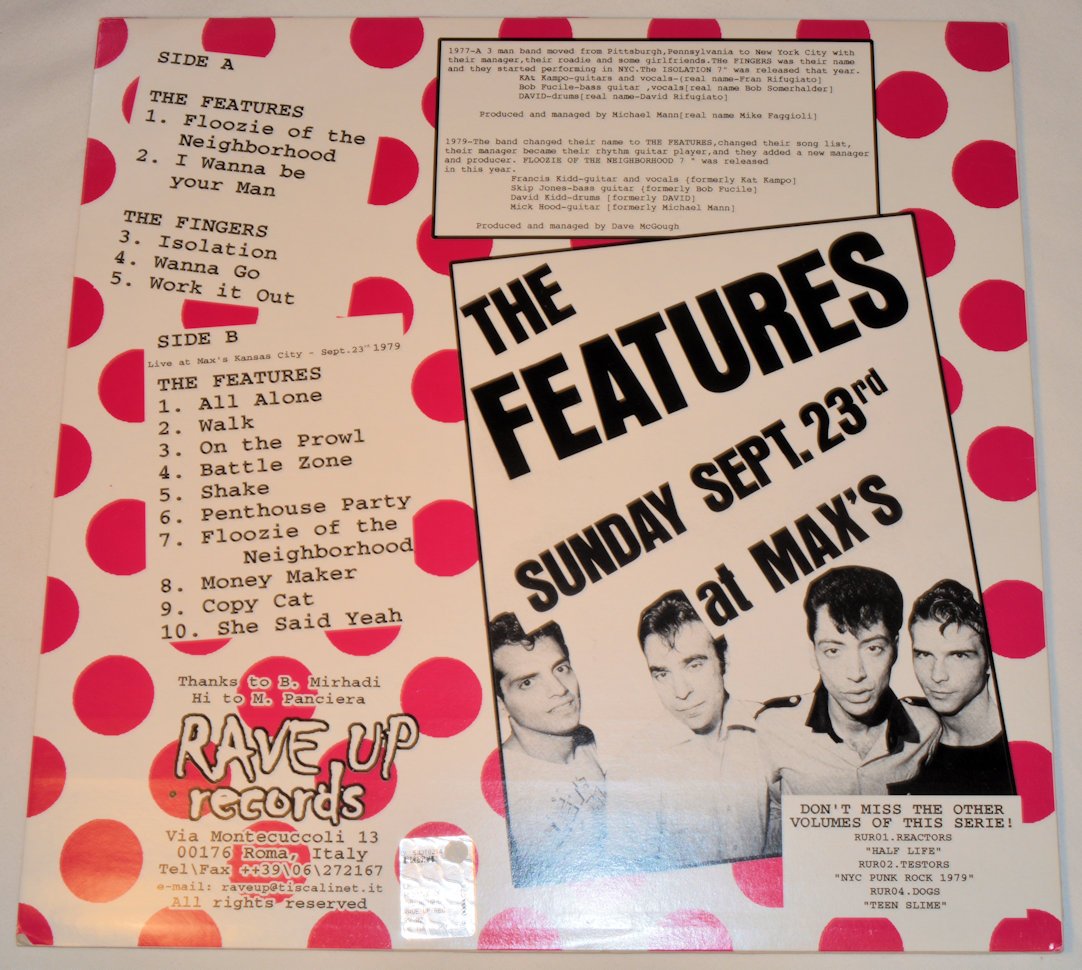 SIDE A
THE FEATURES
1. Floozie of the
Neighborhood
2. I Wanna be
your Man
THE FINGERS
3. Isolation
4. Wanna Go
5. Work it Out
SIDE B
Live at Max's Kansas City - Sept.23rd 1979
THE FEATURES
1. All Alone
2. Walk
3. On the Prowl
4. Battle Zone
5. Shake
6. Penthouse Party
7. Floozie of the
Neighborhood
8. Money Maker
9. Copy Cat
10. She Said Yeah
Thanks to B. Mirhadi
Hi to M. Panciera
RAVE UP
records
Via Montecuccoli 13
00176 Roma, Italy
Tel\Fax ++39\06\272167
e-mail: raveup@tiscalinet.it
All rights reserved
1977-A 3 man band moved from Pittsburgh,Pennsylvania to New York City with
their manager,their roadie and some girlfriends.THe FINGERS was their name
and they started performing in NYC.The ISOLATION 7" was released that year.
KAt Kampo-guitars and vocals-(real name-Fran Rifugiato]
Bob Fucile-bass guitar ,vocals[real name Bob Somerhalder]
DAVID-drums[real name-David Rifugiato]
Produced and managed by Michael Mann[real name Mike Faggioli]
1979-The band changed their name to THE FEATURES,changed their song list,
their manager became their rhythm guitar player,and they added a new manager
and producer. FLOOZIE OF THE NEIGHBORHOOD 7 " was released
in this year.
Francis Kidd-guitar and vocals {formerly Kat Kampo]
Skip Jones-bass guitar {formerly Bob Fucile]
David Kidd-drums [formerly DAVID]
Mick Hood-guitar [formerly Michael Mann]
Produced and managed by Dave McGough
THE
FEATURES
SUNDAY SEPT.23rd
at MAX'S
DON'T MISS THE OTHER
VOLUMES OF THIS SERIE!
RUR01.REACTORS
"HALF LIFE"
RUR02.TESTORS
"NYC PUNK ROCK 1979"
RUR04.DOGS
"TEEN SLIME"